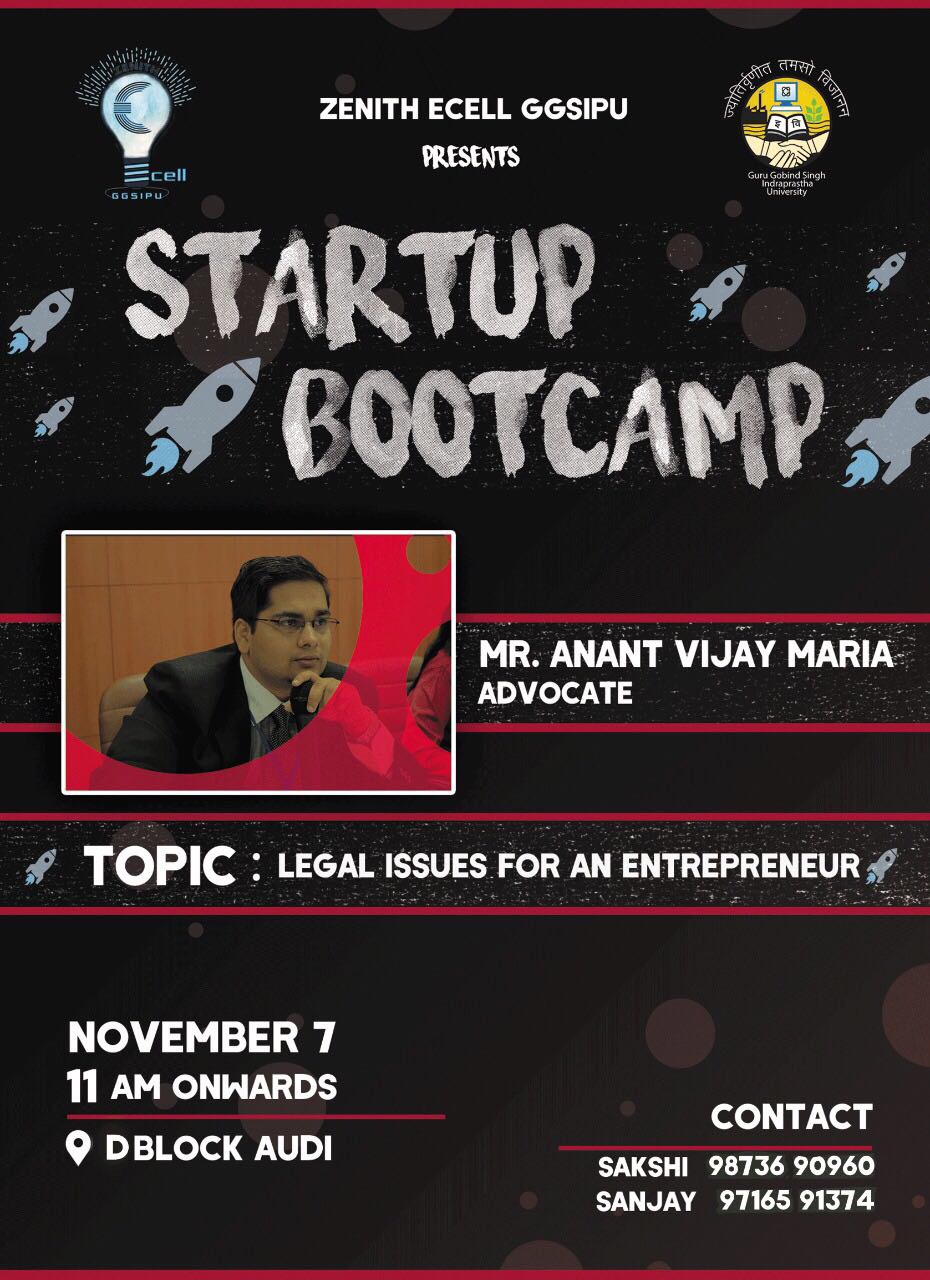 ZENITH
Ecell
GGSIPU
ZENITH ECELL GGSIPU
PRESENTS
ज्योतिर्वृणीत तमसो विजानन
इ वि
Guru Gobind Singh
Indraprastha
University
STARTUP
BOOTCAMP
MR. ANANT VIJAY MARIA
ADVOCATE
TOPIC : LEGAL ISSUES FOR AN ENTREPRENEUR
NOVEMBER 7
11 AM ONWARDS
D BLOCK AUDI
CONTACT
SAKSHI 98736 90960
SANJAY 97165 91374